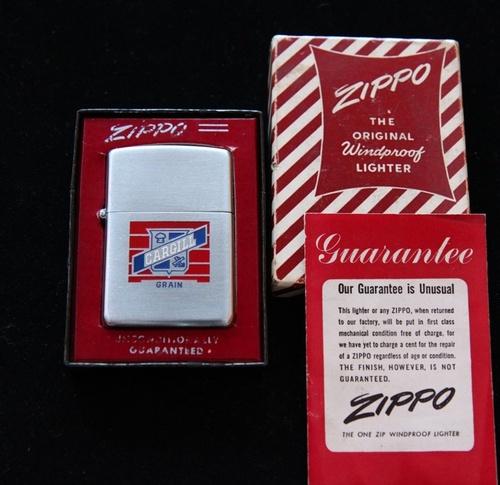 ZIPPO
CARGILL
GRAIN
UNCONDITIONALLY
GUARANTEED
ZIPPO
THE
ORIGINAL
Windproof
LIGHTER
Guarantee
Our Guarantee is Unusual
This lighter or any ZIPPO, when returned
to our factory, will be put in first class
mechanical condition free of charge, for
we have yet to charge a cent for the repair
of a ZIPPO regardless of age or condition.
THE FINISH, HOWEVER, IS NOT
GUARANTEED.
ZIPPO
THE ONE ZIP WINDPROOF LIGHTER